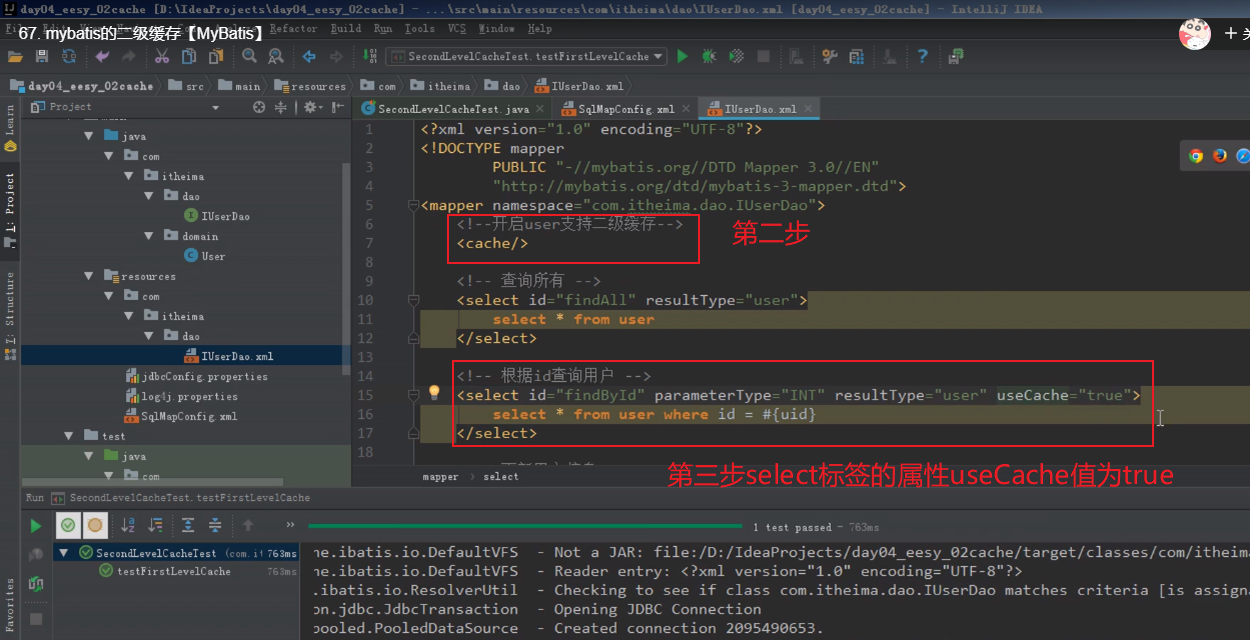 day04_eesy_02cache [D:\IdeaProjects\day04_eesy_02cache] - ...\src\main\resources\com\itheima\dao\IUserDao.xml [day04_eesy_02cache] - IntelliJ IDEA
67. mybatis的二级缓存【MyBatis】
Refactor Build Run Tools VCS Window Help
+ 关
SecondLevelCacheTest.testFirstLevelCache
day04_eesy_02cache src main resources com itheima dao IUserDao.xml
Project
SecondLevelCacheTest.java SqlMapConfig.xml IUserDao.xml
Learn
1: Project
Z: Structure
Favorites
java
com
itheima
dao
IUserDao
domain
User
resources
com
itheima
dao
IUserDao.xml
jdbcConfig.properties
log4j.properties
SqlMapConfig.xml
test
java
com
1 <?xml version="1.0" encoding="UTF-8"?>
2 <!DOCTYPE mapper
3 PUBLIC "-//mybatis.org//DTD Mapper 3.0//EN"
4 "http://mybatis.org/dtd/mybatis-3-mapper.dtd">
5 <mapper namespace="com.itheima.dao.IUserDao">
6 <!--开启user支持二级缓存-->
7 <cache/>
第二步
8
9 <!-- 查询所有 -->
10 <select id="findAll" resultType="user">
11 select * from user
12 </select>
13
14 <!-- 根据id查询用户 -->
15 <select id="findById" parameterType="INT" resultType="user" useCache="true">
16 select * from user where id = #{uid}
17 </select>
18
第三步select标签的属性useCache值为true
mapper › select
Run SecondLevelCacheTest.testFirstLevelCache
» 1 test passed - 763ms
SecondLevelCacheTest (com.it 763ms
testFirstLevelCache 763ms
ne.ibatis.io.DefaultVFS - Not a JAR: file:/D:/IdeaProjects/day04_eesy_02cache/target/classes/com/itheima
ne.ibatis.io.DefaultVFS - Reader entry: <?xml version="1.0" encoding="UTF-8"?>
.ibatis.io.ResolverUtil - Checking to see if class com.itheima.dao.IUserDao matches criteria [is assigna
on.jdbc.JdbcTransaction - Opening JDBC Connection
pooled.PooledDataSource - Created connection 2095490653.